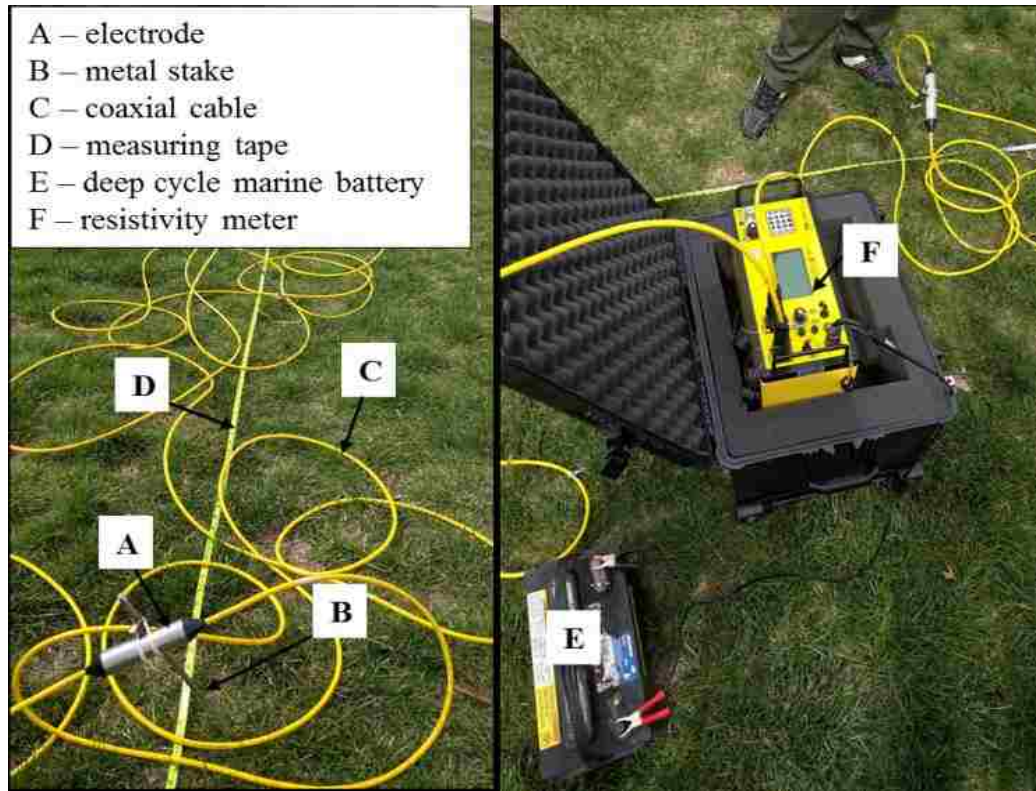 A – electrode
B – metal stake
C – coaxial cable
D – measuring tape
E – deep cycle marine battery
F – resistivity meter
D
C
A
B
F
E